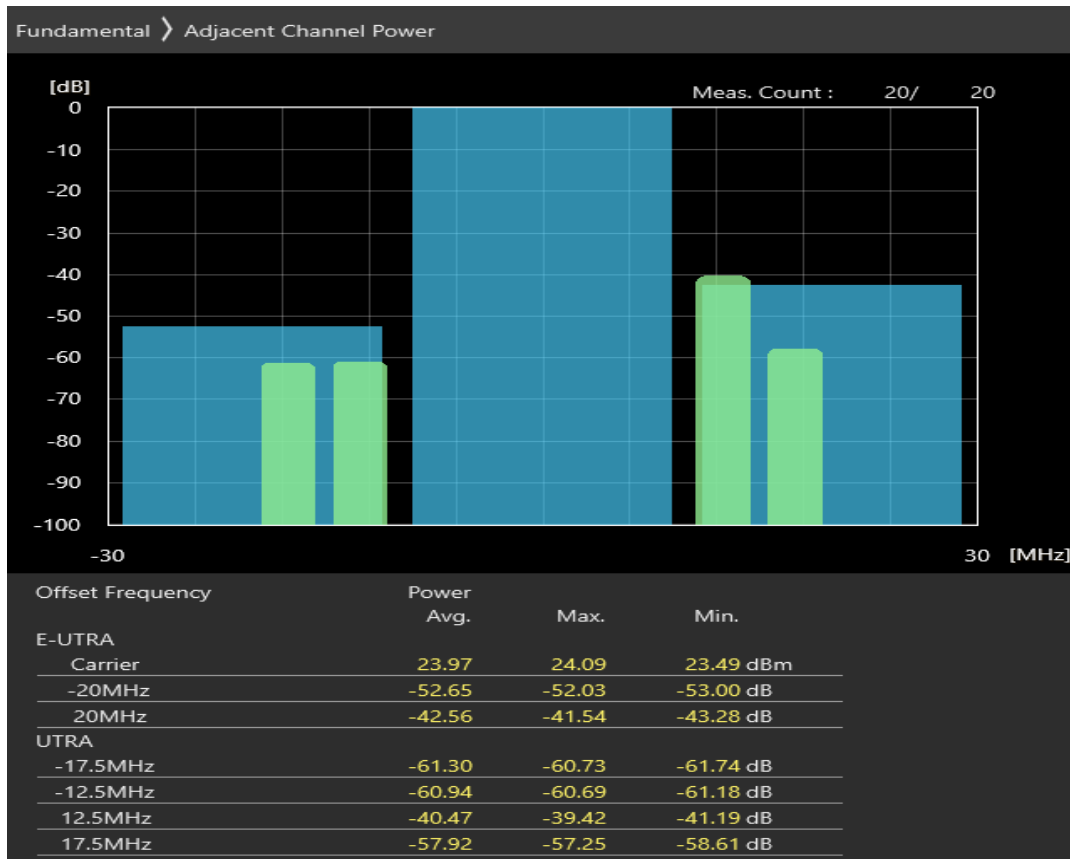 Fundamental ❯ Adjacent Channel Power
[dB]
Meas. Count : 20/ 20
0
-10
-20
-30
-40
-50
-60
-70
-80
-90
-100
-30 30 [MHz]
Offset Frequency Power
Avg. Max. Min.
E-UTRA
Carrier 23.97 24.09 23.49 dBm
-20MHz -52.65 -52.03 -53.00 dB
20MHz -42.56 -41.54 -43.28 dB
UTRA
-17.5MHz -61.30 -60.73 -61.74 dB
-12.5MHz -60.94 -60.69 -61.18 dB
12.5MHz -40.47 -39.42 -41.19 dB
17.5MHz -57.92 -57.25 -58.61 dB